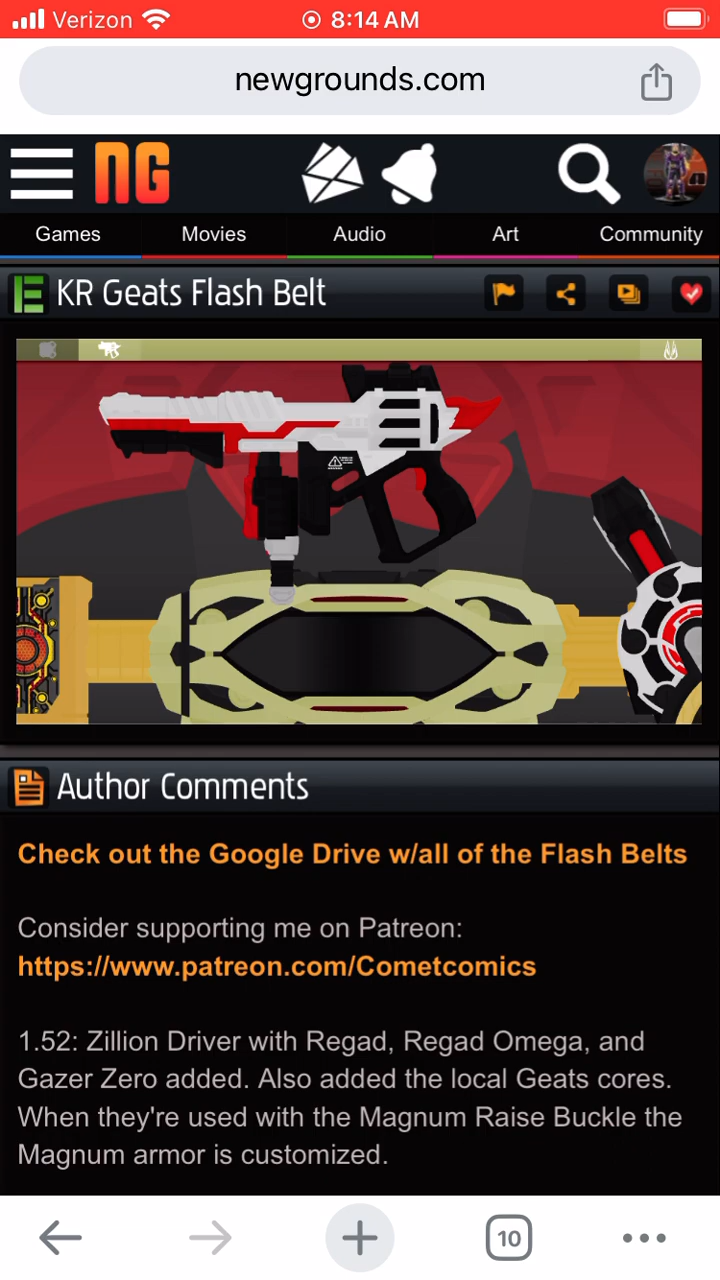 Verizon 8:14 AM
newgrounds.com
NG
Games Movies Audio Art Community
E KR Geats Flash Belt
Author Comments
Check out the Google Drive w/all of the Flash Belts
Consider supporting me on Patreon:
https://www.patreon.com/Cometcomics
1.52: Zillion Driver with Regad, Regad Omega, and
Gazer Zero added. Also added the local Geats cores.
When they're used with the Magnum Raise Buckle the
Magnum armor is customized.
10